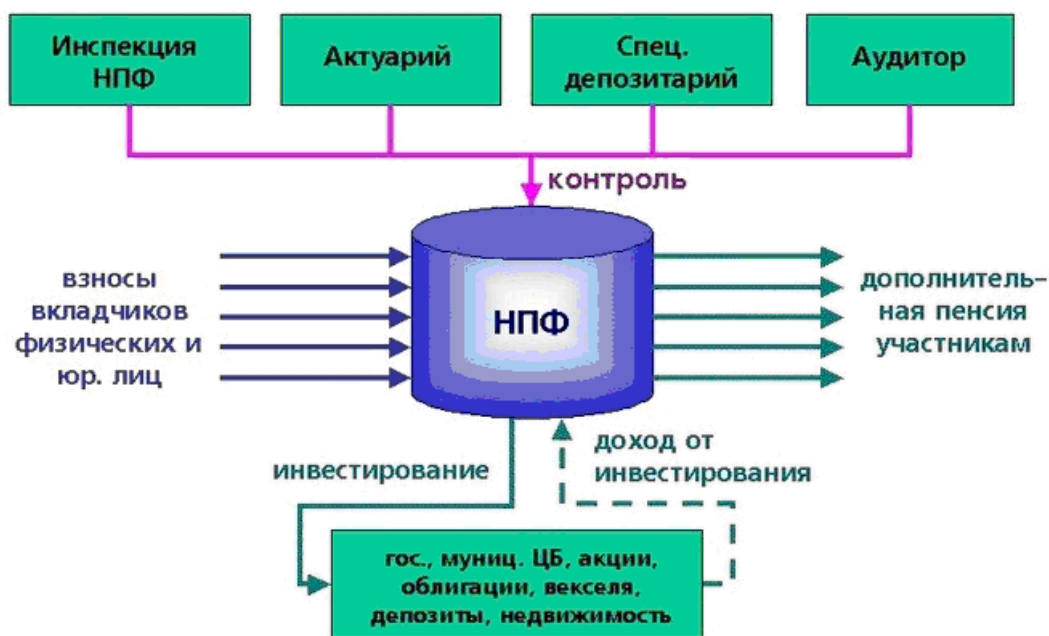 Инспекция
НПФ
Актуарий
Спец.
депозитарий
Аудитор
контроль
взносы
вкладчиков
физических и
юр. лиц
НПФ
дополнитель-
ная пенсия
участникам
инвестирование
доход от
инвестирования
гос., муниц. ЦБ, акции,
облигации, векселя,
депозиты, недвижимость